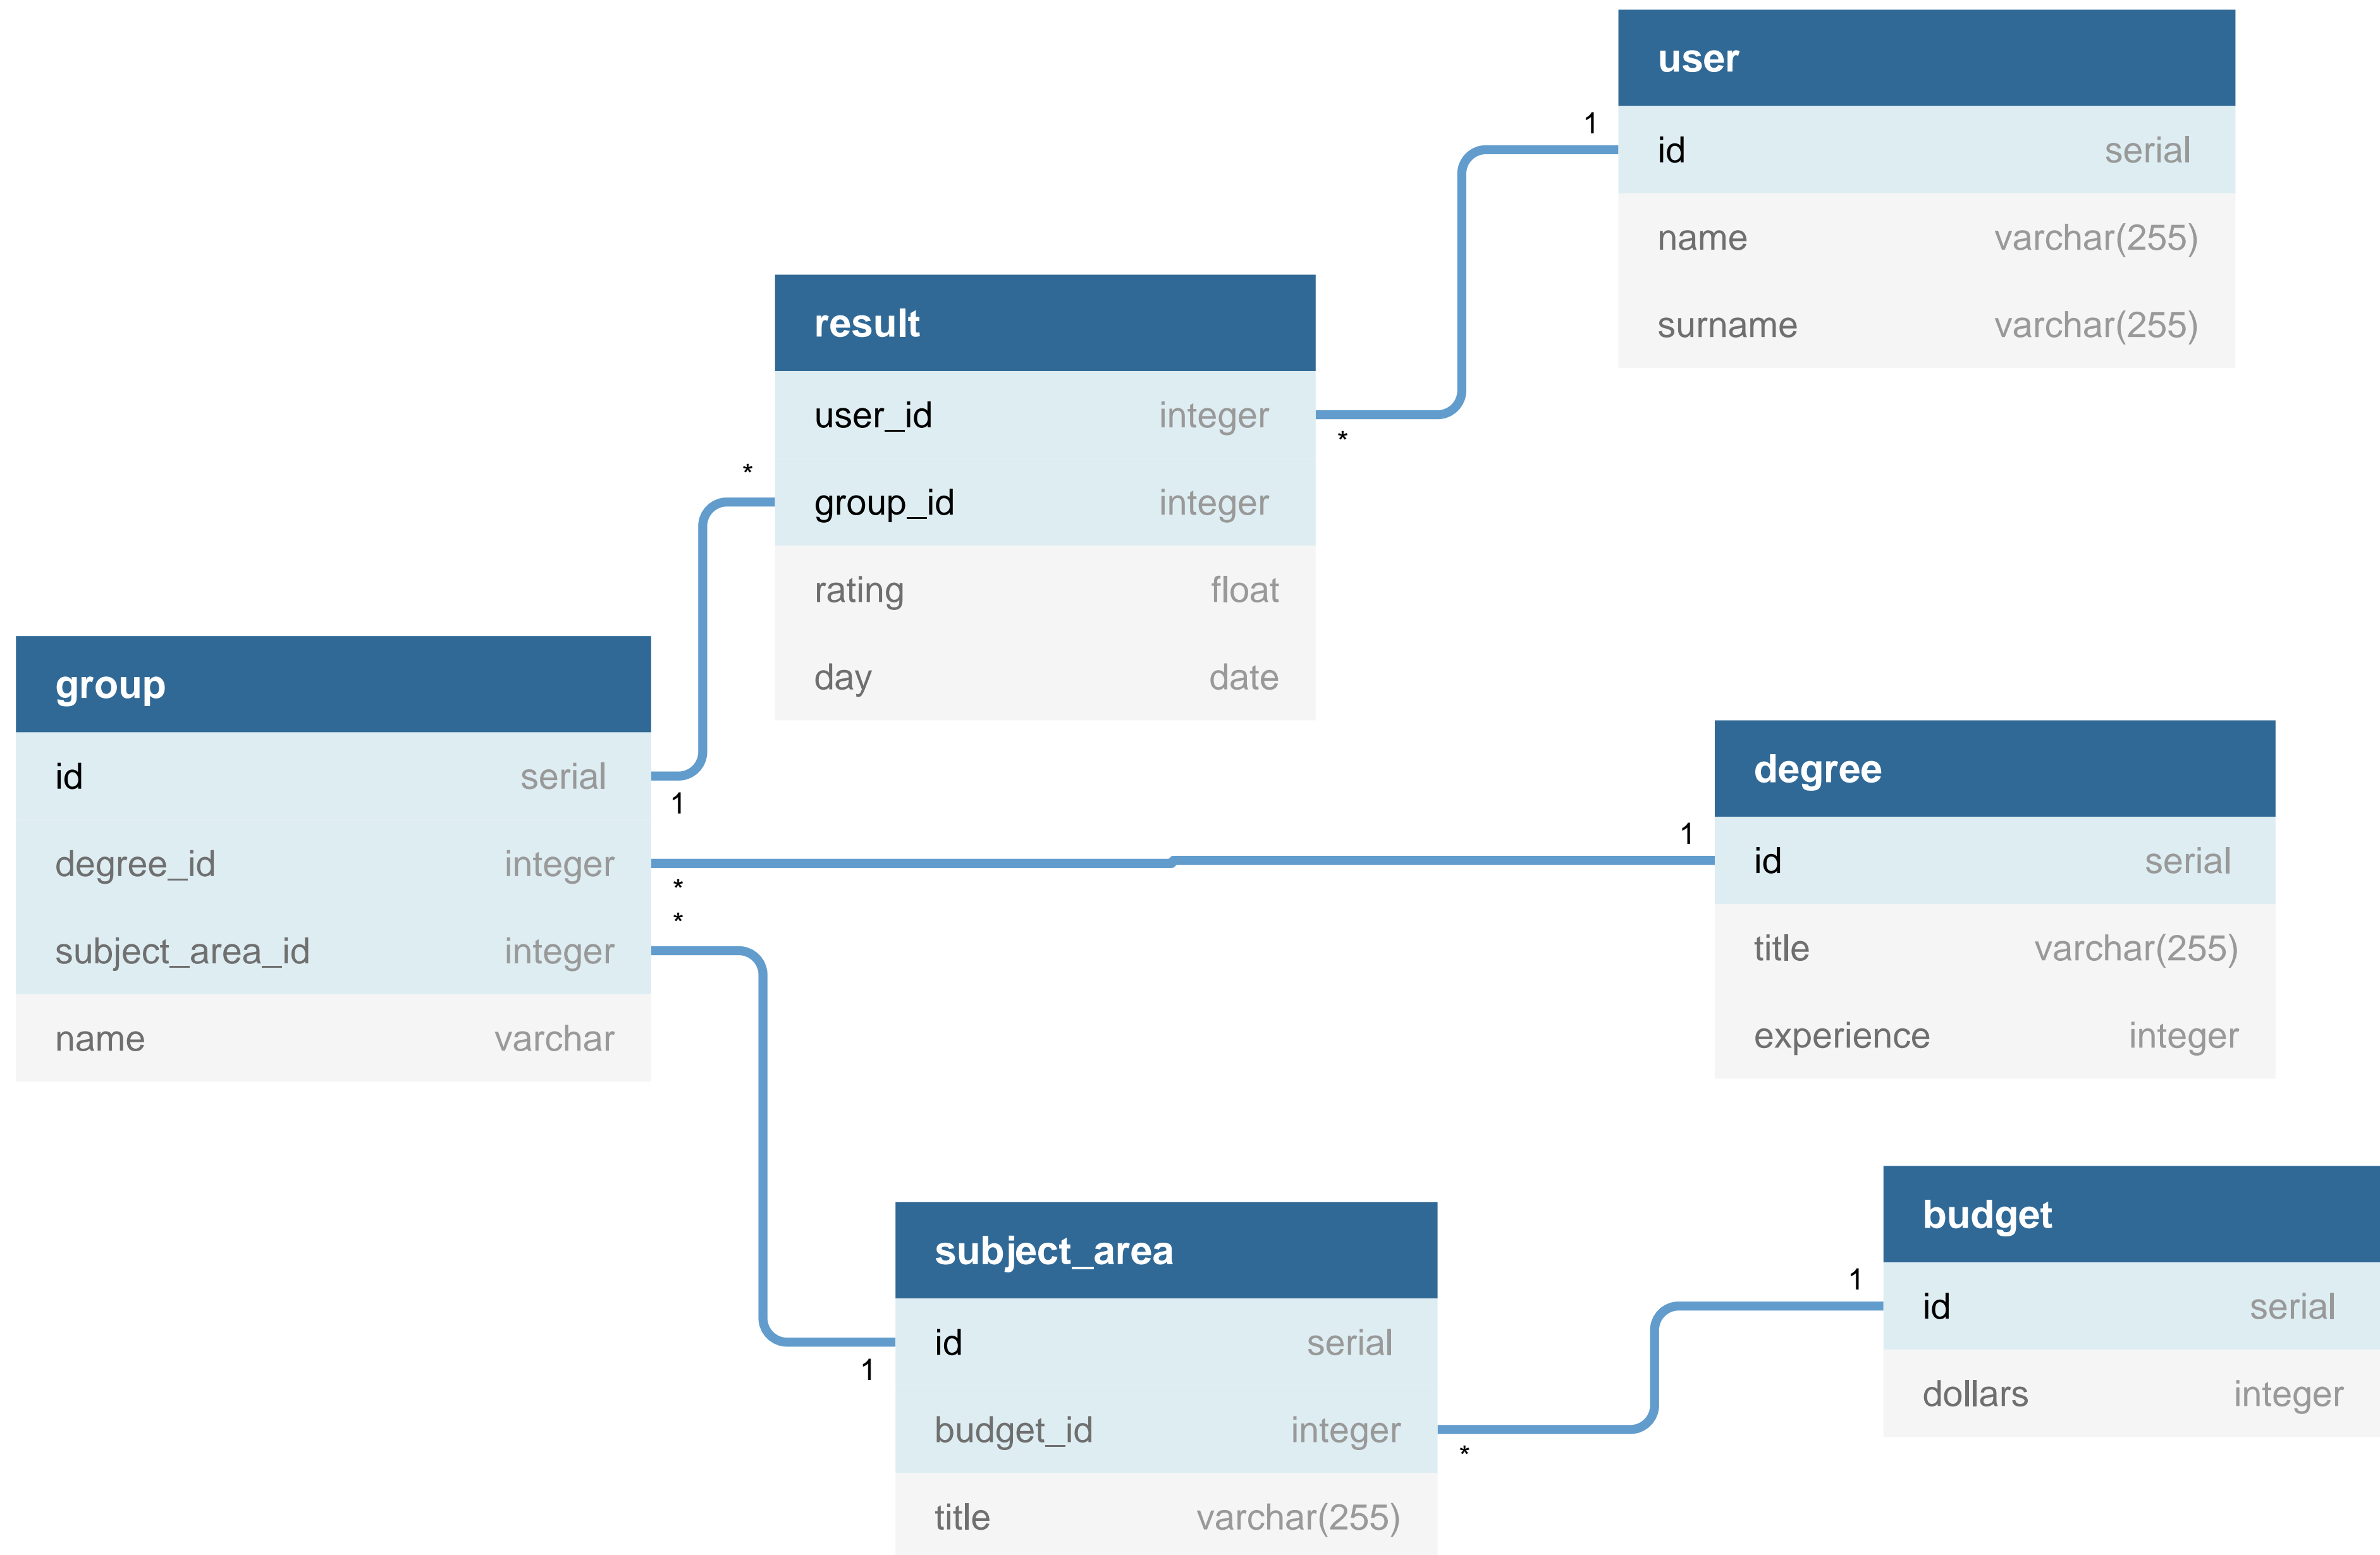 user
1
id serial
name varchar(255)
surname varchar(255)
result
user_id integer
*
*
group_id integer
rating float
day date
group
id serial
1
degree_id integer
*
*
subject_area_id integer
name varchar
degree
1
id serial
title varchar(255)
experience integer
subject_area
id serial
1
budget_id integer
*
title varchar(255)
budget
1
id serial
dollars integer